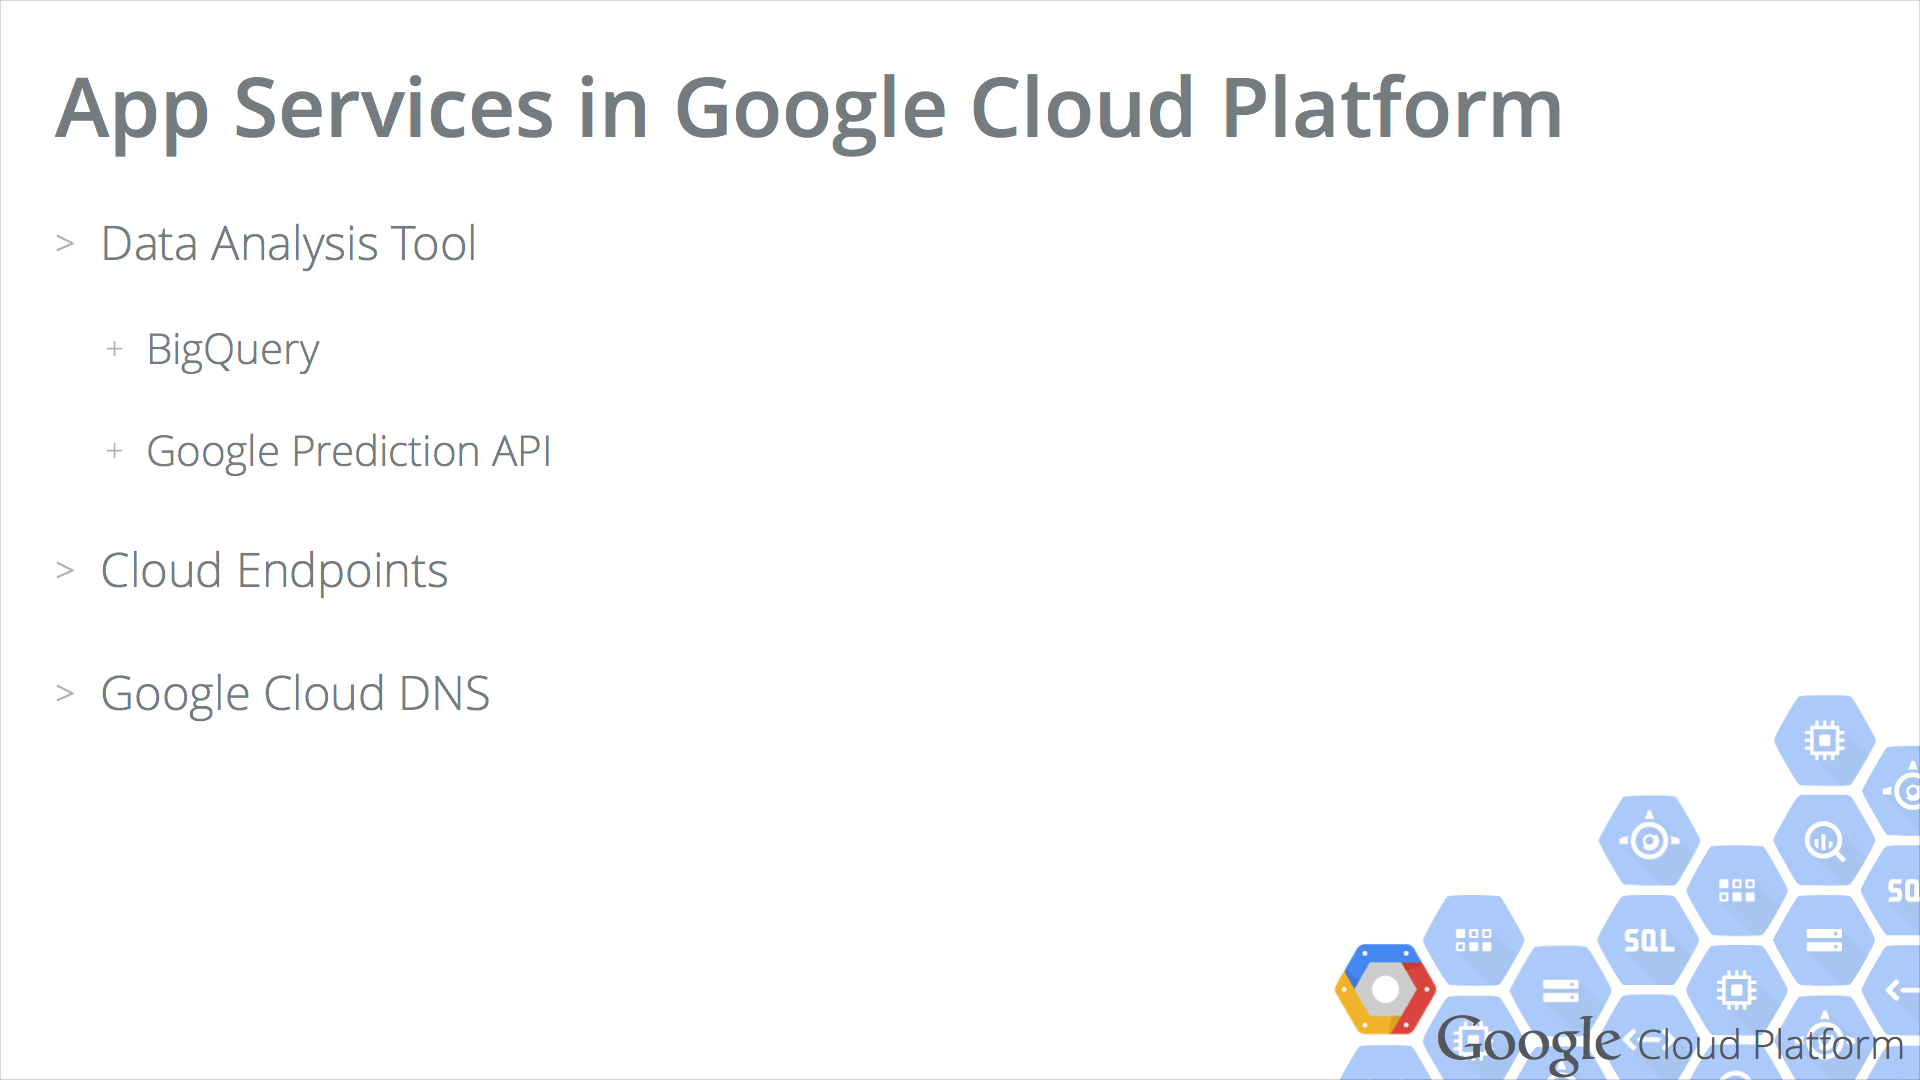 App Services in Google Cloud Platform
> Data Analysis Tool
+ BigQuery
+ Google Prediction API
> Cloud Endpoints
> Google Cloud DNS
SQL
SQ
Google Cloud Platform